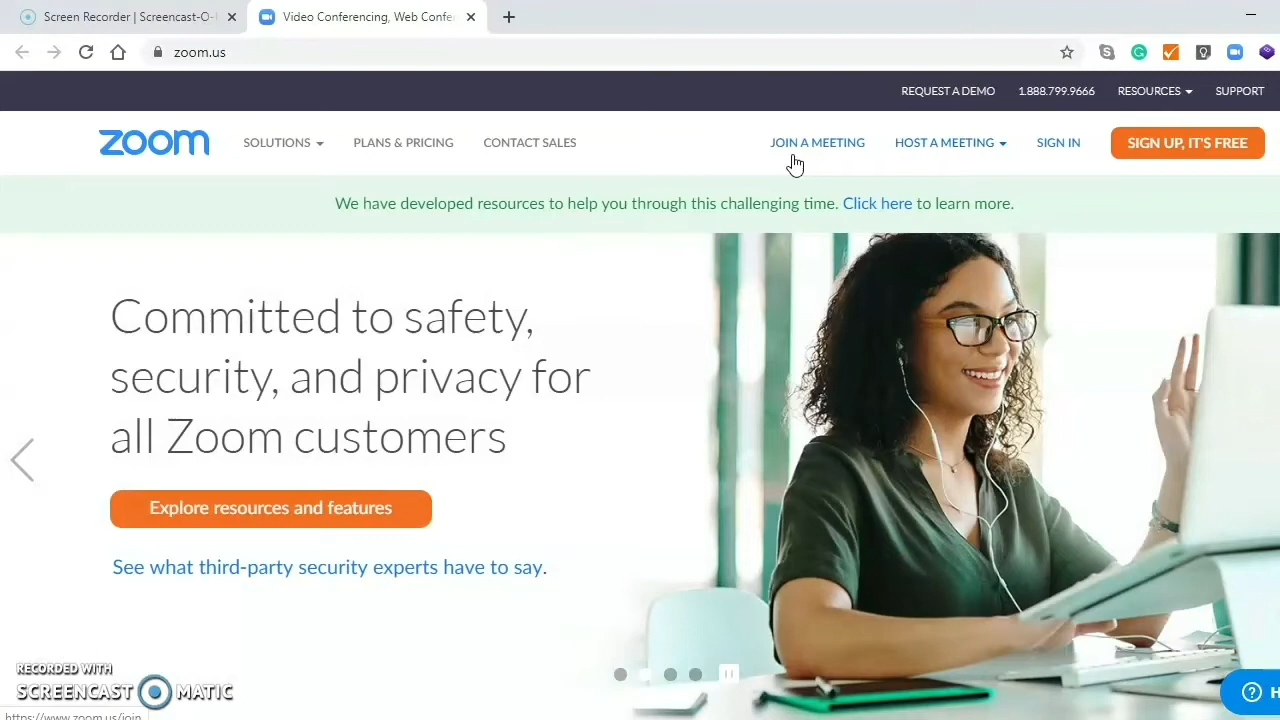 Screen Recorder | Screencast-O-
Video Conferencing, Web Confe
zoom.us
REQUEST A DEMO
1.888.799.9666
RESOURCES
SUPPORT
zoom
SOLUTIONS
PLANS & PRICING
CONTACT SALES
JOIN A MEETING
HOST A MEETING
SIGN IN
SIGN UP, IT'S FREE
We have developed resources to help you through this challenging time. Click here to learn more.
Committed to safety,
security, and privacy for
all Zoom customers
Explore resources and features
See what third-party security experts have to say.
RECORDED WITH
SCREENCAST MATIC
H
https://www.zoom.us/join